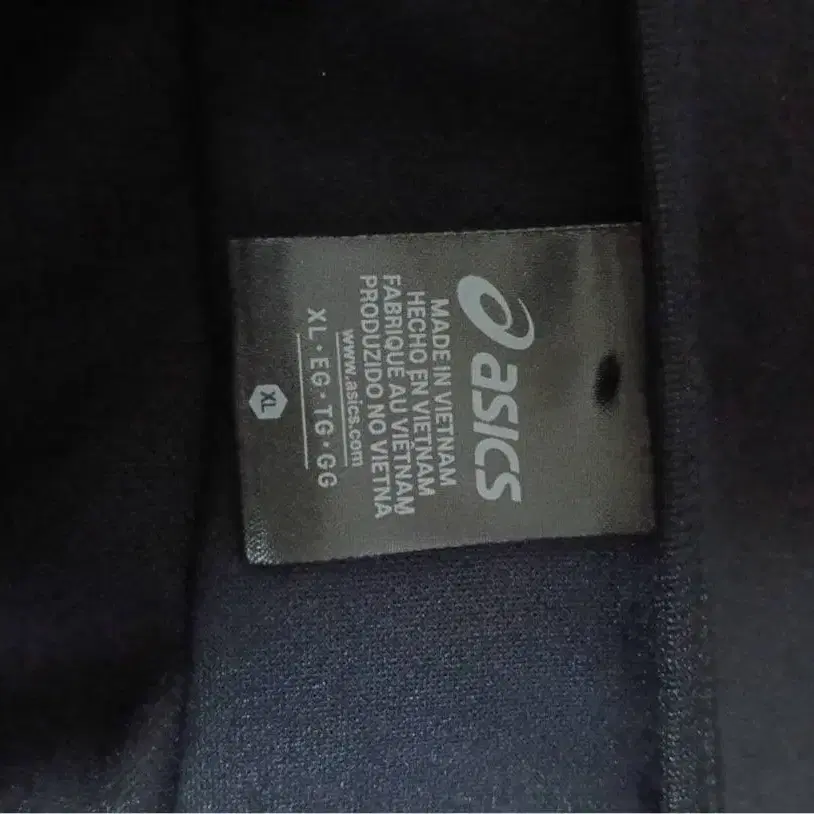 asics
MADE IN VIETNAM
HECHO EN VIETNAM
FABRIQUE AU VIETNAM
PRODUZIDO NO VIETNA
www.asics.com
XL • EG • TG • GG
XL